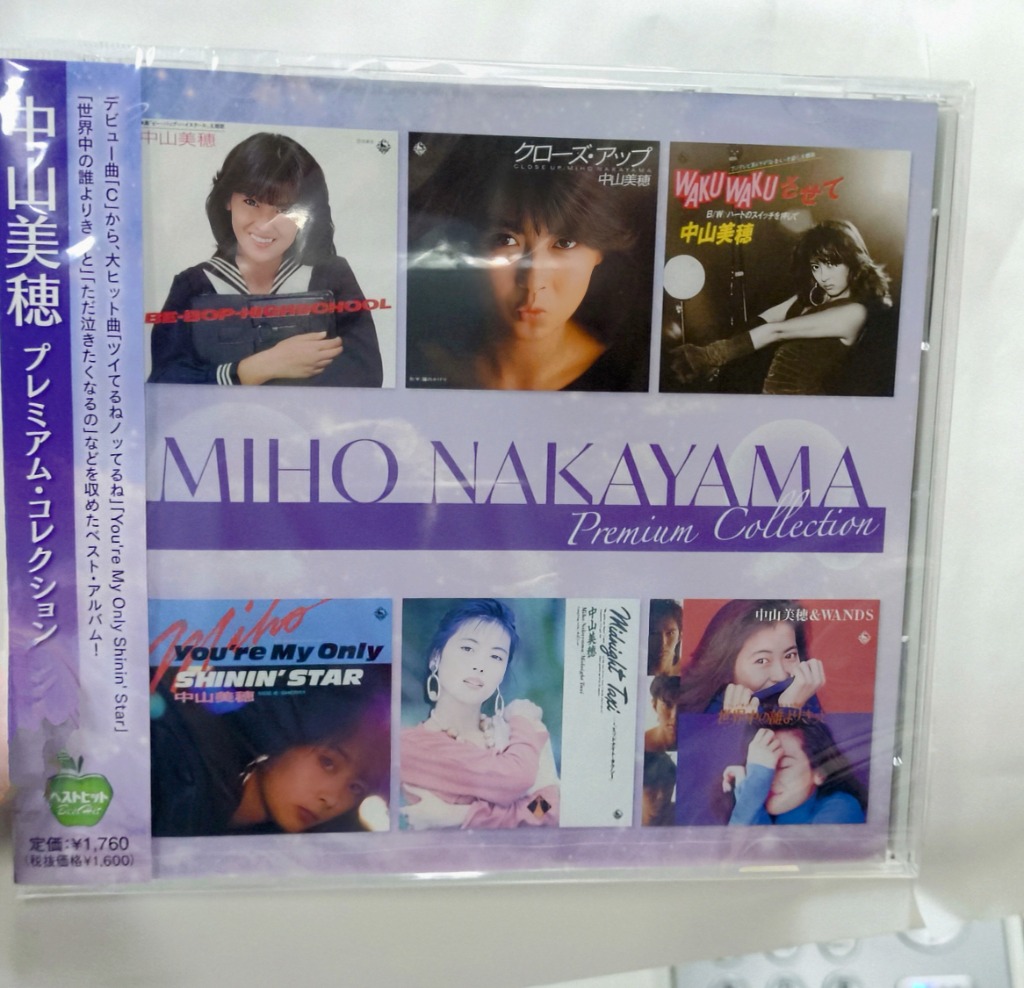 中山美穂 プレミアム・コレクション
デビュー曲「C」から、大ヒット曲「ツイてるねノッてるね」「You're My Only Shinin' Star」
「世界中の誰よりきっと」「ただ泣きたくなるの」などを収めたベスト・アルバム！
ベストヒット
Best Hit
定価:¥1,760
(税抜価格¥1,600)
中山美穂
BE-BOP-HIGHSCHOOL
クローズ・アップ
CLOSE UP/MIHO NAKAYAMA
中山美穂
WAKU WAKUさせて
B/W ハートのスイッチを押して
中山美穂
MIHO NAKAYAMA
Premium Collection
Miho
You're My Only
SHININ' STAR
中山美穂
Midnight Taxi
中山美穂
Miho Nakayama Midnight Taxi
中山美穂&WANDS
世界中の誰よりきっと